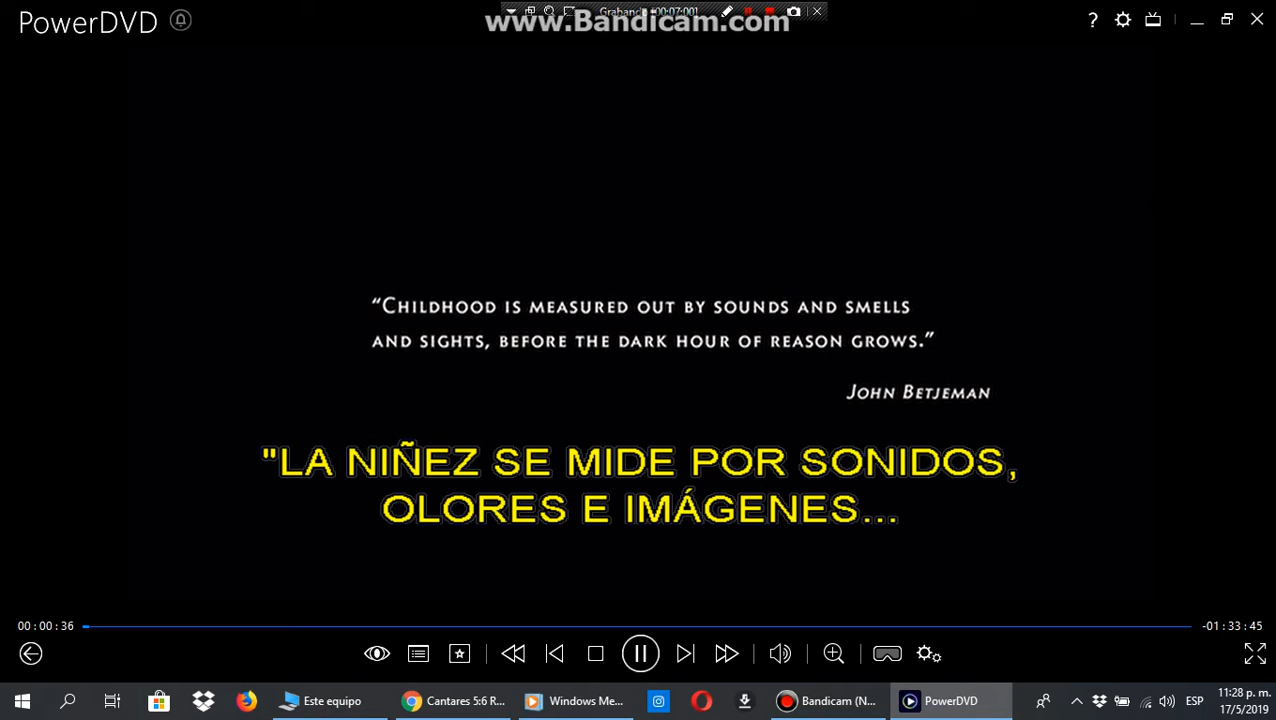 PowerDVD
www.Bandicam.com
?
“CHILDHOOD IS MEASURED OUT BY SOUNDS AND SMELLS
AND SIGHTS, BEFORE THE DARK HOUR OF REASON GROWS.”
JOHN BETJEMAN
"LA NIÑEZ SE MIDE POR SONIDOS,
OLORES E IMÁGENES...
00:00:36
-01:33:45
Este equipo
Cantares 5:6 R...
Windows Me...
Bandicam (N...
PowerDVD
ESP
11:28 p. m.
17/5/2019